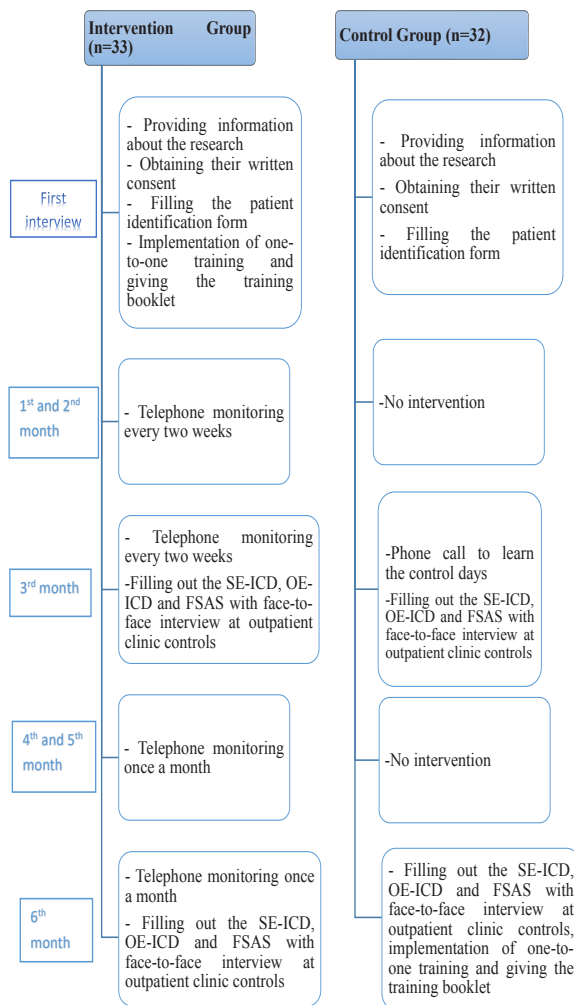 Intervention Group
(n=33)
Control Group (n=32)
First
interview
- Providing information
about the research
- Obtaining their written
consent
- Filling the patient
identification form
- Implementation of one-
to-one training and
giving the training
booklet
- Providing information
about the research
- Obtaining their written
consent
- Filling the patient
identification form
1st and 2nd
month
- Telephone monitoring
every two weeks
-No intervention
3rd month
- Telephone monitoring
every two weeks
-Filling out the SE-ICD, OE-
ICD and FSAS with face-to-
face interview at outpatient
clinic controls
-Phone call to learn
the control days
-Filling out the SE-ICD,
OE-ICD and FSAS with
face-to-face interview at
outpatient clinic controls
4th and 5th
month
- Telephone monitoring
once a month
-No intervention
6th
month
- Telephone monitoring once
a month
- Filling out the SE-ICD,
OE-ICD and FSAS with
face-to-face interview at
outpatient clinic controls
- Filling out the SE-ICD,
OE-ICD and FSAS with
face-to-face interview at
outpatient clinic controls,
implementation of one-to-
one training and giving the
training booklet